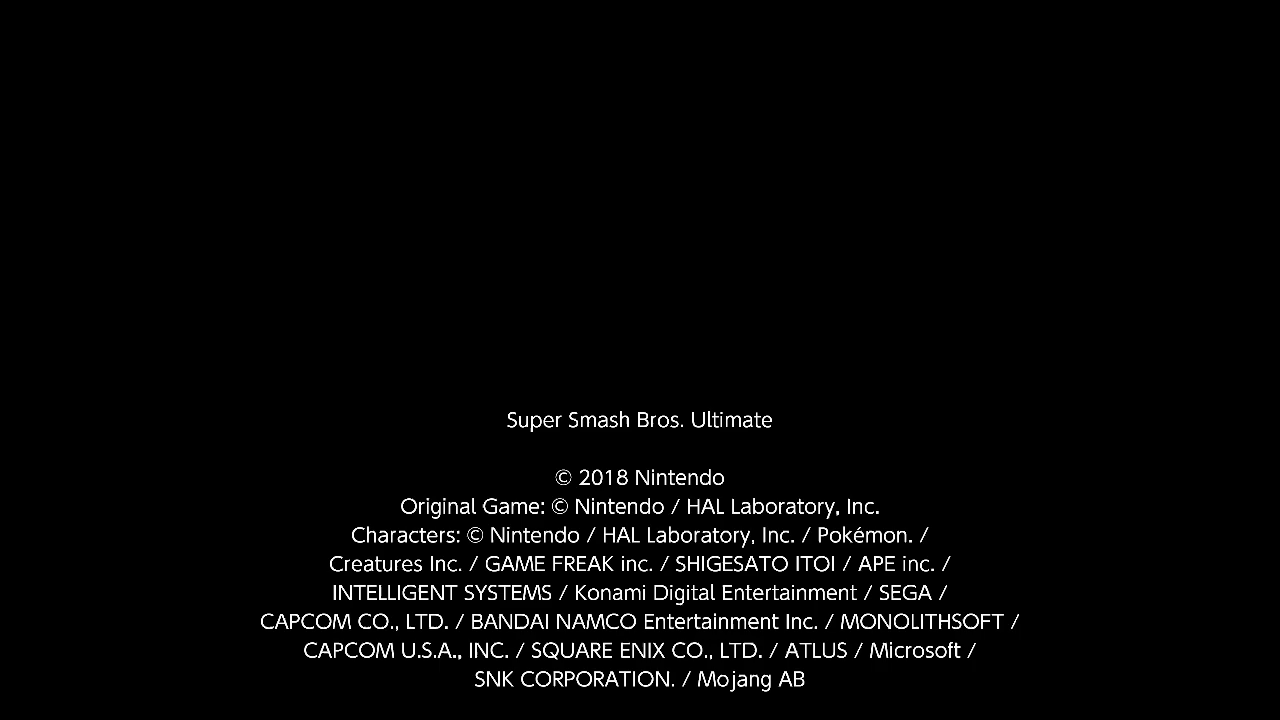 Super Smash Bros. Ultimate
© 2018 Nintendo
Original Game: © Nintendo / HAL Laboratory, Inc.
Characters: © Nintendo / HAL Laboratory, Inc. / Pokémon. /
Creatures Inc. / GAME FREAK inc. / SHIGESATO ITOI / APE inc. /
INTELLIGENT SYSTEMS / Konami Digital Entertainment / SEGA /
CAPCOM CO., LTD. / BANDAI NAMCO Entertainment Inc. / MONOLITHSOFT /
CAPCOM U.S.A., INC. / SQUARE ENIX CO., LTD. / ATLUS / Microsoft /
SNK CORPORATION. / Mojang AB